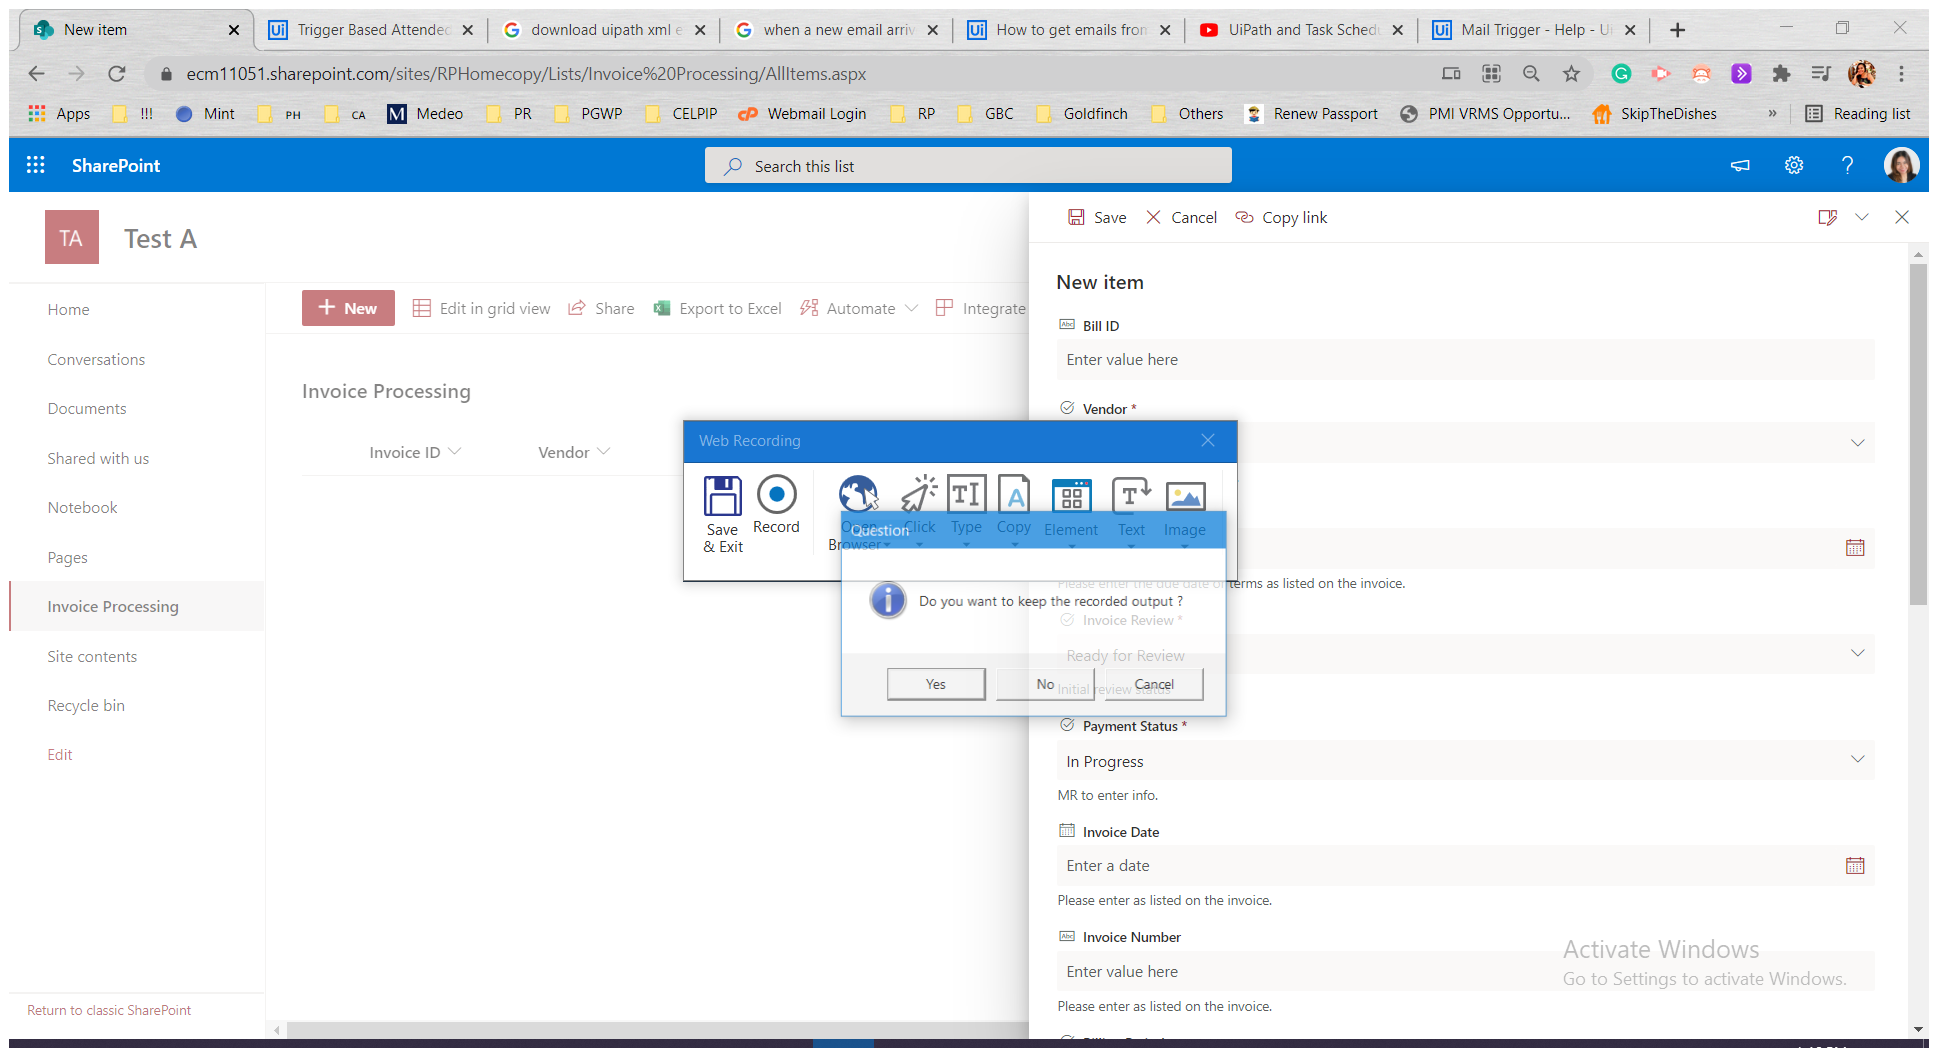 New item
Trigger Based Attended
download uipath xml e
when a new email arriv
How to get emails from
UiPath and Task Schedu
Mail Trigger - Help - Ui
ecm11051.sharepoint.com/sites/RPHomecopy/Lists/Invoice%20Processing/AllItems.aspx
Apps
!!!
Mint
PH
CA
M Medeo
PR
PGWP
CELPIP
Webmail Login
RP
GBC
Goldfinch
Others
Renew Passport
PMI VRMS Opportu...
SkipTheDishes
»
Reading list
SharePoint
Search this list
TA
Test A
Home
Conversations
Documents
Shared with us
Notebook
Pages
Invoice Processing
Site contents
Recycle bin
Edit
Return to classic SharePoint
New
Edit in grid view
Share
Export to Excel
Automate
Integrate
Invoice Processing
Invoice ID
Vendor
Web Recording
Save
& Exit
Record
Open
Browser
Click
Type
Copy
Element
Text
Image
Question
Do you want to keep the recorded output ?
Yes
No
Cancel
Save
Cancel
Copy link
New item
Bill ID
Enter value here
Vendor *
Please enter the due date of terms as listed on the invoice.
Invoice Review *
Ready for Review
Initial review status
Payment Status *
In Progress
MR to enter info.
Invoice Date
Enter a date
Please enter as listed on the invoice.
Invoice Number
Enter value here
Please enter as listed on the invoice.
Activate Windows
Go to Settings to activate Windows.